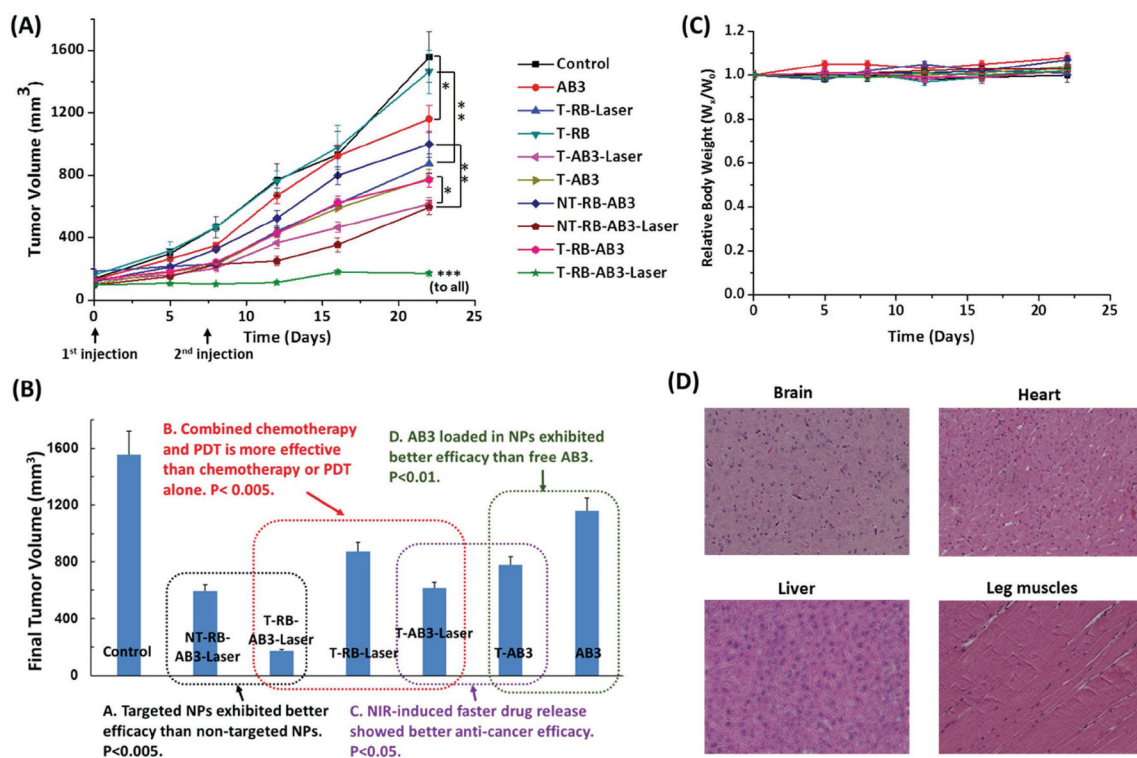 (A)
Tumor Volume (mm³)
1600
1200
800
400
0
0
5
10
15
20
25
Time (Days)
1st injection
2nd injection
*
**
**
*
***
(to all)
Control
AB3
T-RB-Laser
T-RB
T-AB3-Laser
T-AB3
NT-RB-AB3
NT-RB-AB3-Laser
T-RB-AB3
T-RB-AB3-Laser
(C)
Relative Body Weight (Wx/W0)
1.2
1.0
0.8
0.6
0.4
0.2
0.0
0
5
10
15
20
25
Time (Days)
(B)
Final Tumor Volume (mm³)
1600
1200
800
400
0
B. Combined chemotherapy
and PDT is more effective
than chemotherapy or PDT
alone. P< 0.005.
D. AB3 loaded in NPs exhibited
better efficacy than free AB3.
P<0.01.
Control
NT-RB-
AB3-Laser
T-RB-
AB3-Laser
T-RB-Laser
T-AB3-Laser
T-AB3
AB3
A. Targeted NPs exhibited better
efficacy than non-targeted NPs.
P<0.005.
C. NIR-induced faster drug release
showed better anti-cancer efficacy.
P<0.05.
(D)
Brain
Heart
Liver
Leg muscles